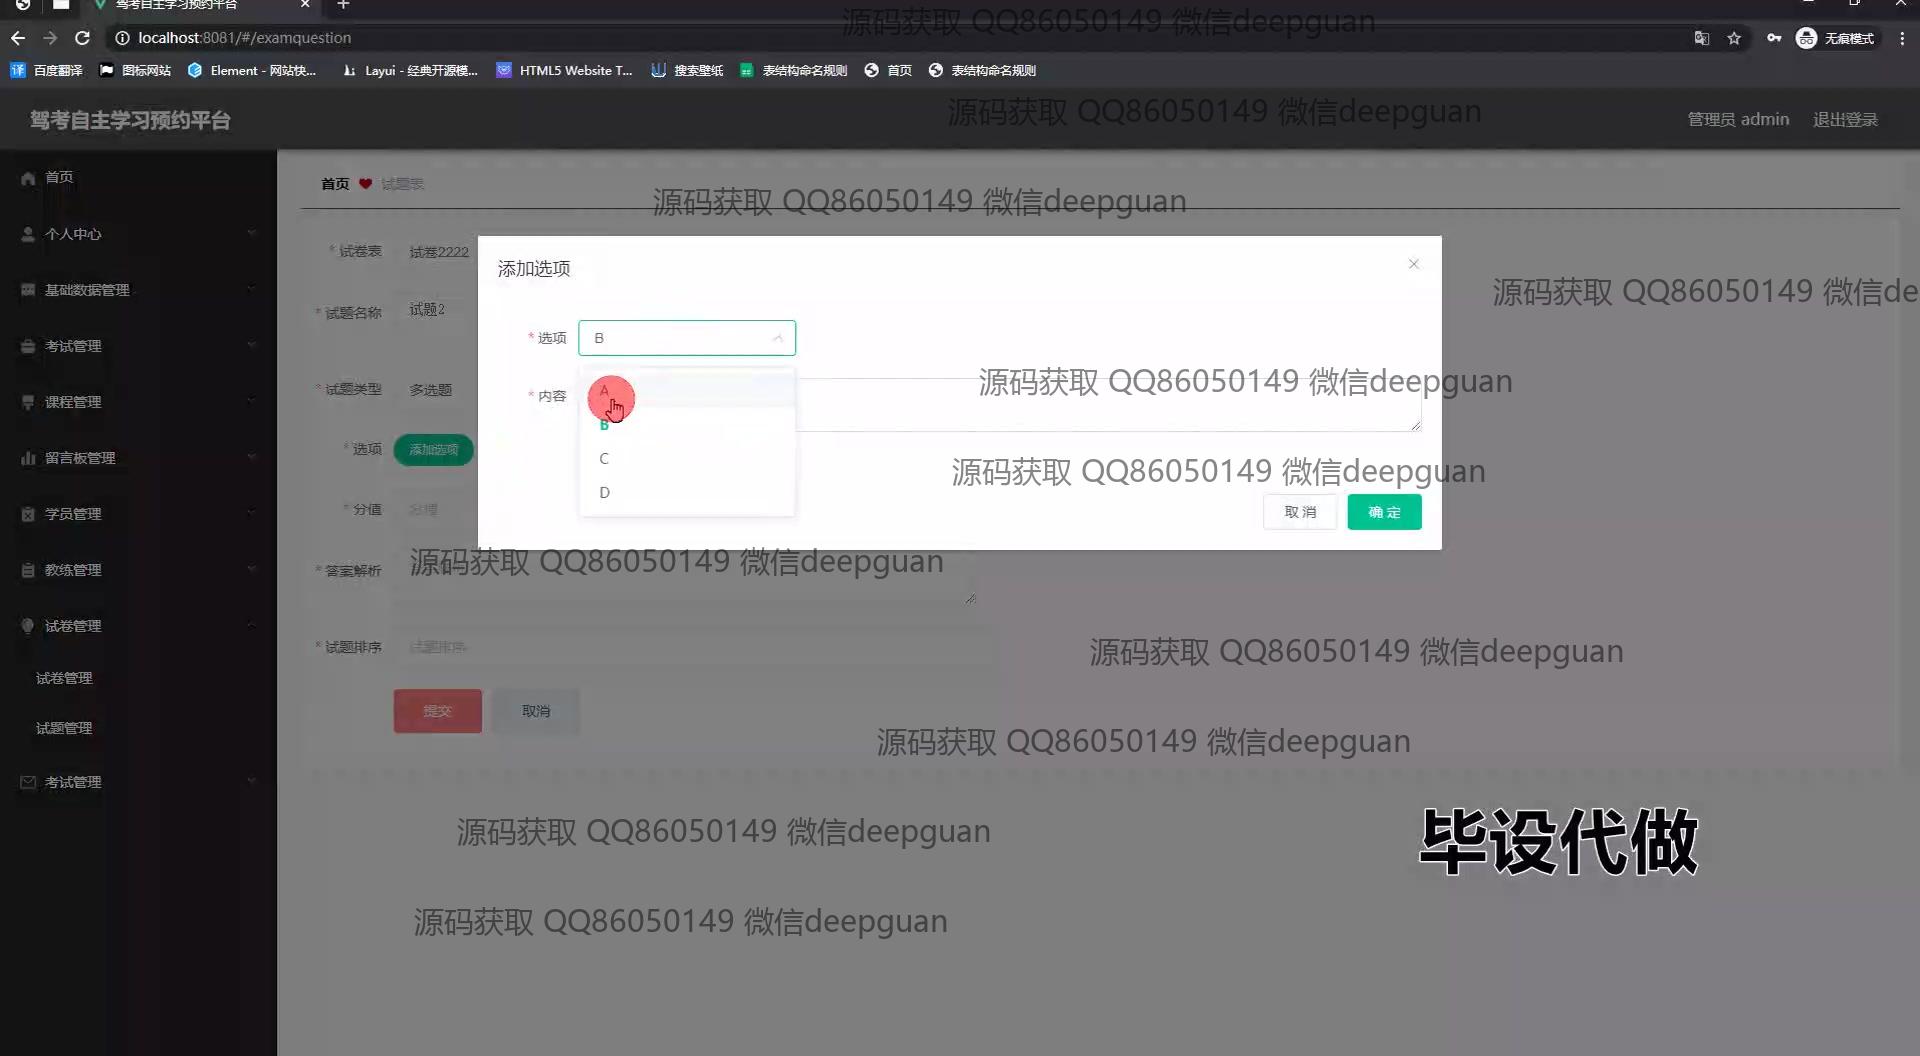 驾考自主学习预约平台
localhost:8081/#/examquestion
无痕模式
百度翻译
图标网站
Element - 网站快...
Layui - 经典开源模...
HTML5 Website T...
搜索壁纸
表结构命名规则
首页
表结构命名规则
源码获取 QQ86050149 微信deepguan
驾考自主学习预约平台
源码获取 QQ86050149 微信deepguan
管理员 admin
退出登录
首页
个人中心
基础数据管理
考试管理
课程管理
留言板管理
学员管理
教练管理
试卷管理
试卷管理
试题管理
考试管理
首页 试题表
源码获取 QQ86050149 微信deepguan
* 试卷表 试卷2222
* 试题名称 试题2
* 试题类型 多选题
* 选项 添加选项
* 分值 分值
* 答案解析
* 试题排序 试题排序
提交 取消
添加选项
* 选项 B
* 内容
A
B
C
D
取消 确定
源码获取 QQ86050149 微信de
源码获取 QQ86050149 微信deepguan
源码获取 QQ86050149 微信deepguan
源码获取 QQ86050149 微信deepguan
源码获取 QQ86050149 微信deepguan
源码获取 QQ86050149 微信deepguan
源码获取 QQ86050149 微信deepguan
源码获取 QQ86050149 微信deepguan
毕设代做